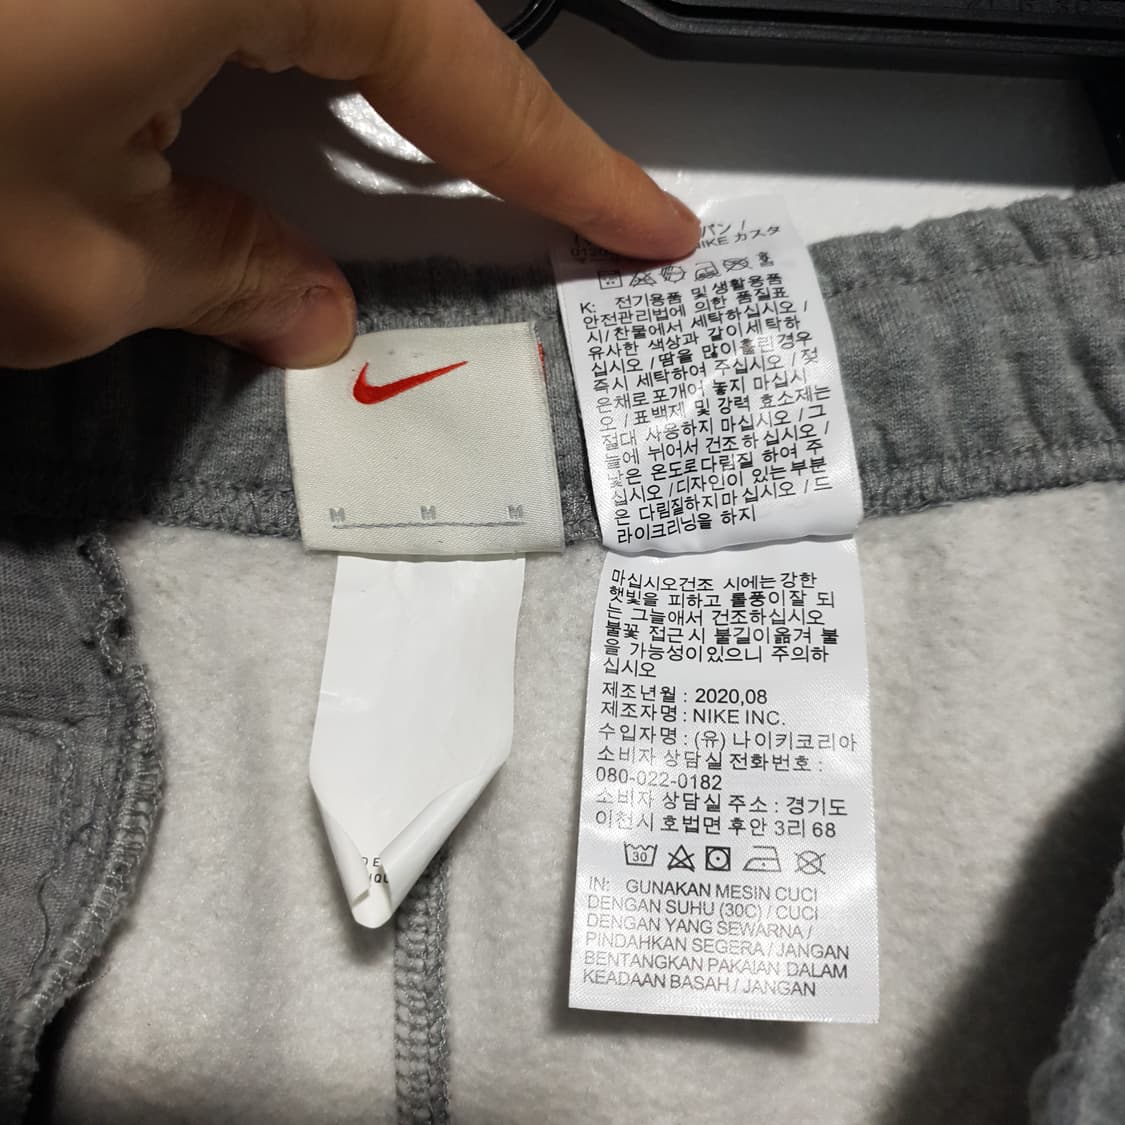 M M M
パン /
NIKE カスタ
K: 전기용품 및 생활용품
안전관리법에 의한 품질표
시/찬물에서 세탁하십시오 /
유사한 색상과 같이세탁하
십시오 /땀을 많이흘린경우
즉시 세탁하여 주십시오 /젖
은채로포개여 놓지 마십시
오 /표백제 및 강력 효소제는
절대 사용하지 마십시오 /그
늘에 뉘어서 건조하십시오 /
낮은 온도로다림질 하여 주
십시오 /디자인이 있는부분
은 다림질하지마십시오 /드
라이크리닝을 하지
마십시오건조 시에는강한
햇빛을 피하고 통풍이잘 되
는 그늘애서 건조하십시오
불꽃 접근시 불길이옮겨 붙
을 가능성이있으니 주의하
십시오
제조년월 : 2020,08
제조자명 : NIKE INC.
수입자명 : (유) 나이키코리아
소비자 상담실 전화번호 :
080-022-0182
소비자 상담실 주소 : 경기도
이천시 호법면 후안 3리 68
30
IN: GUNAKAN MESIN CUCI
DENGAN SUHU (30C) / CUCI
DENGAN YANG SEWARNA /
PINDAHKAN SEGERA / JANGAN
BENTANGKAN PAKAIAN DALAM
KEADAAN BASAH / JANGAN